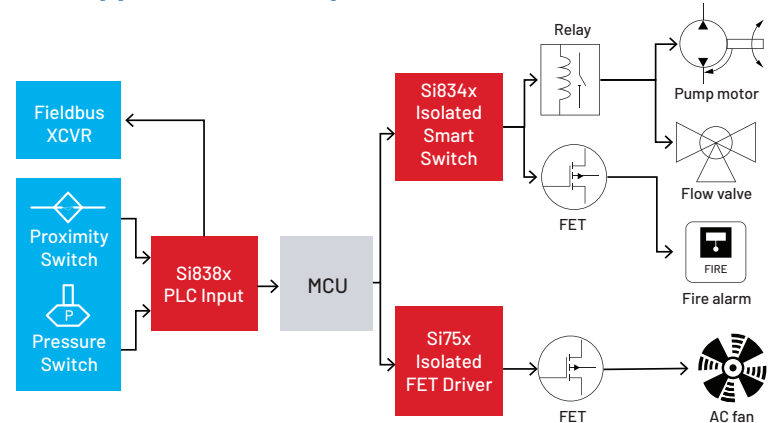 Fieldbus
XCVR
Proximity
Switch
P
Pressure
Switch
Si838x
PLC Input
MCU
Si834x
Isolated
Smart
Switch
Si75x
Isolated
FET Driver
Relay
FET
FET
Pump motor
Flow valve
FIRE
Fire alarm
AC fan